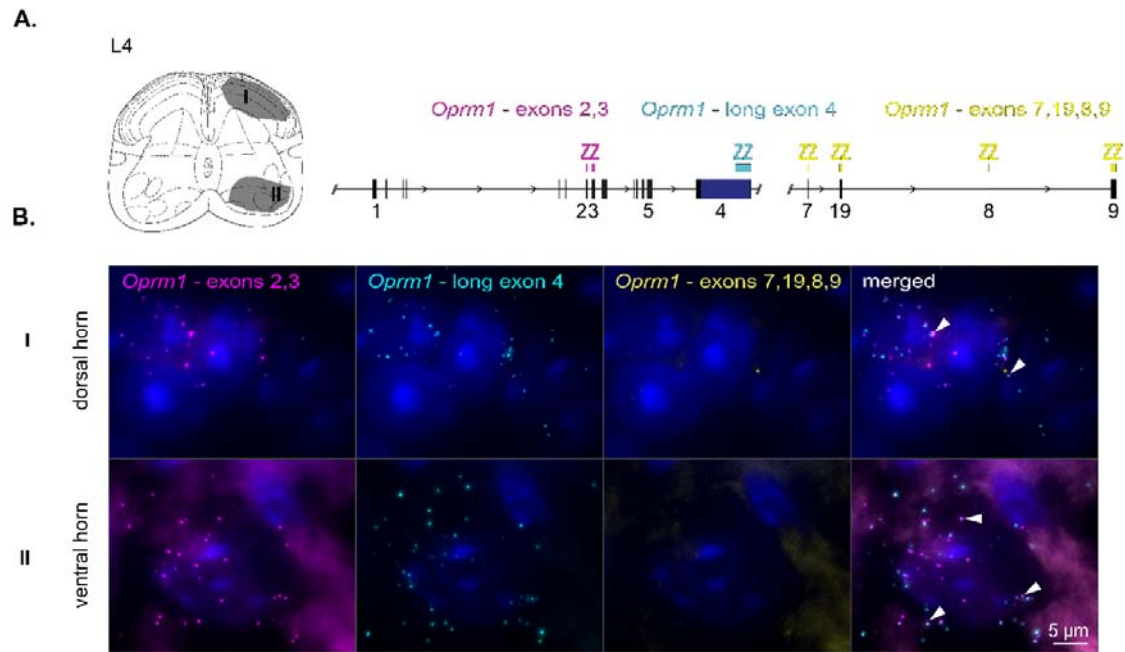 A.
L4
I
II
Oprm1 - exons 2,3 Oprm1 - long exon 4 Oprm1 - exons 7,19,8,9
ZZ ZZ ZZ ZZ ZZ ZZ
1 23 5 4 7 19 8 9
B.
Oprm1 - exons 2,3 Oprm1 - long exon 4 Oprm1 - exons 7,19,8,9 merged
I dorsal horn
II ventral horn
5 µm